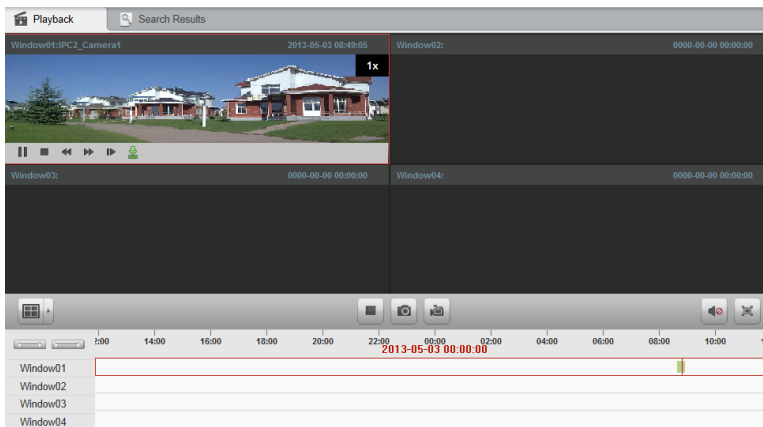 Playback Search Results
Window01:IPC2_Camera1 2013-05-03 08:49:05 Window02: 0000-00-00 00:00:00
1x
Window03: 0000-00-00 00:00:00 Window04: 0000-00-00 00:00:00
2:00 14:00 16:00 18:00 20:00 22:00 00:00 02:00 04:00 06:00 08:00 10:00 1
2013-05-03 00:00:00
Window01
Window02
Window03
Window04